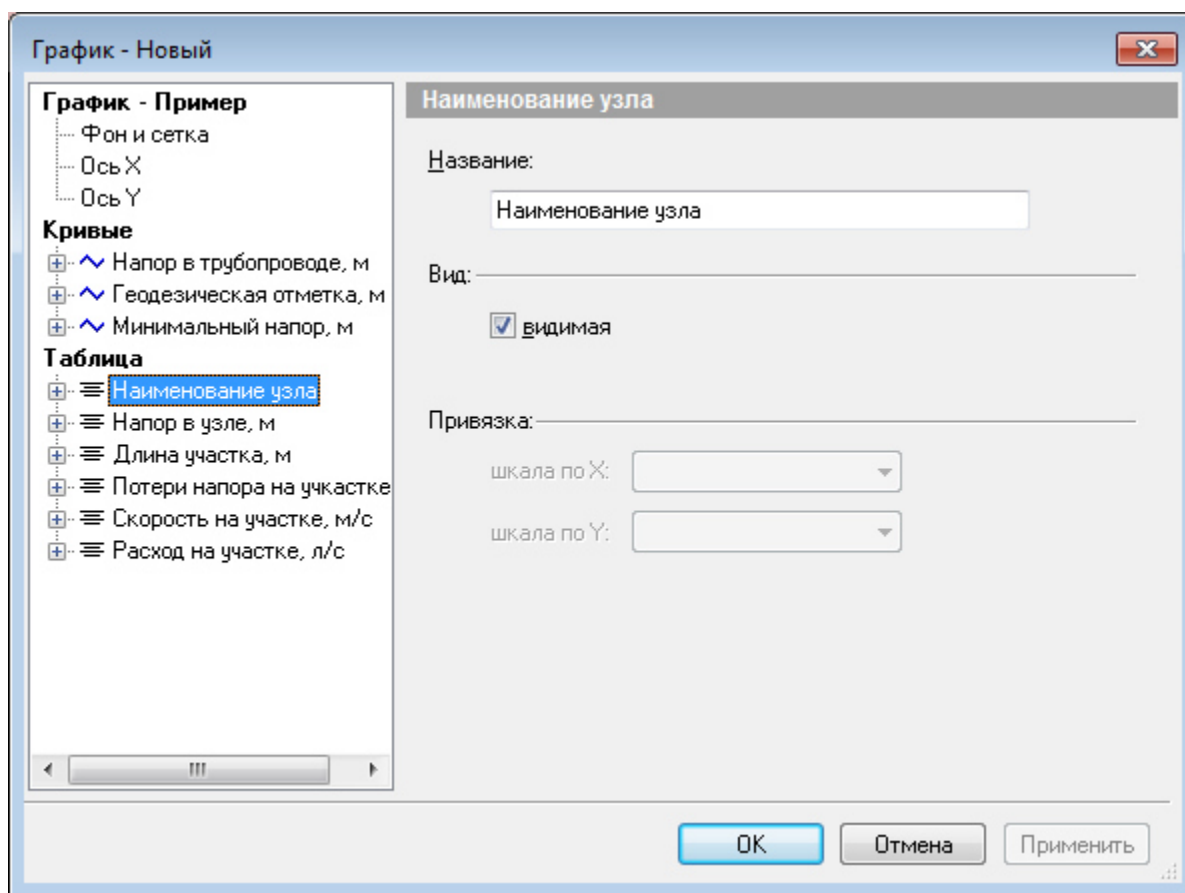 График - Новый
График - Пример
Фон и сетка
Ось X
Ось Y
Кривые
Напор в трубопроводе, м
Геодезическая отметка, м
Минимальный напор, м
Таблица
Наименование узла
Напор в узле, м
Длина участка, м
Потери напора на учкастке
Скорость на участке, м/с
Расход на участке, л/с
Наименование узла
Название:
Наименование узла
Вид:
видимая
Привязка:
шкала по X:
шкала по Y:
OK
Отмена
Применить